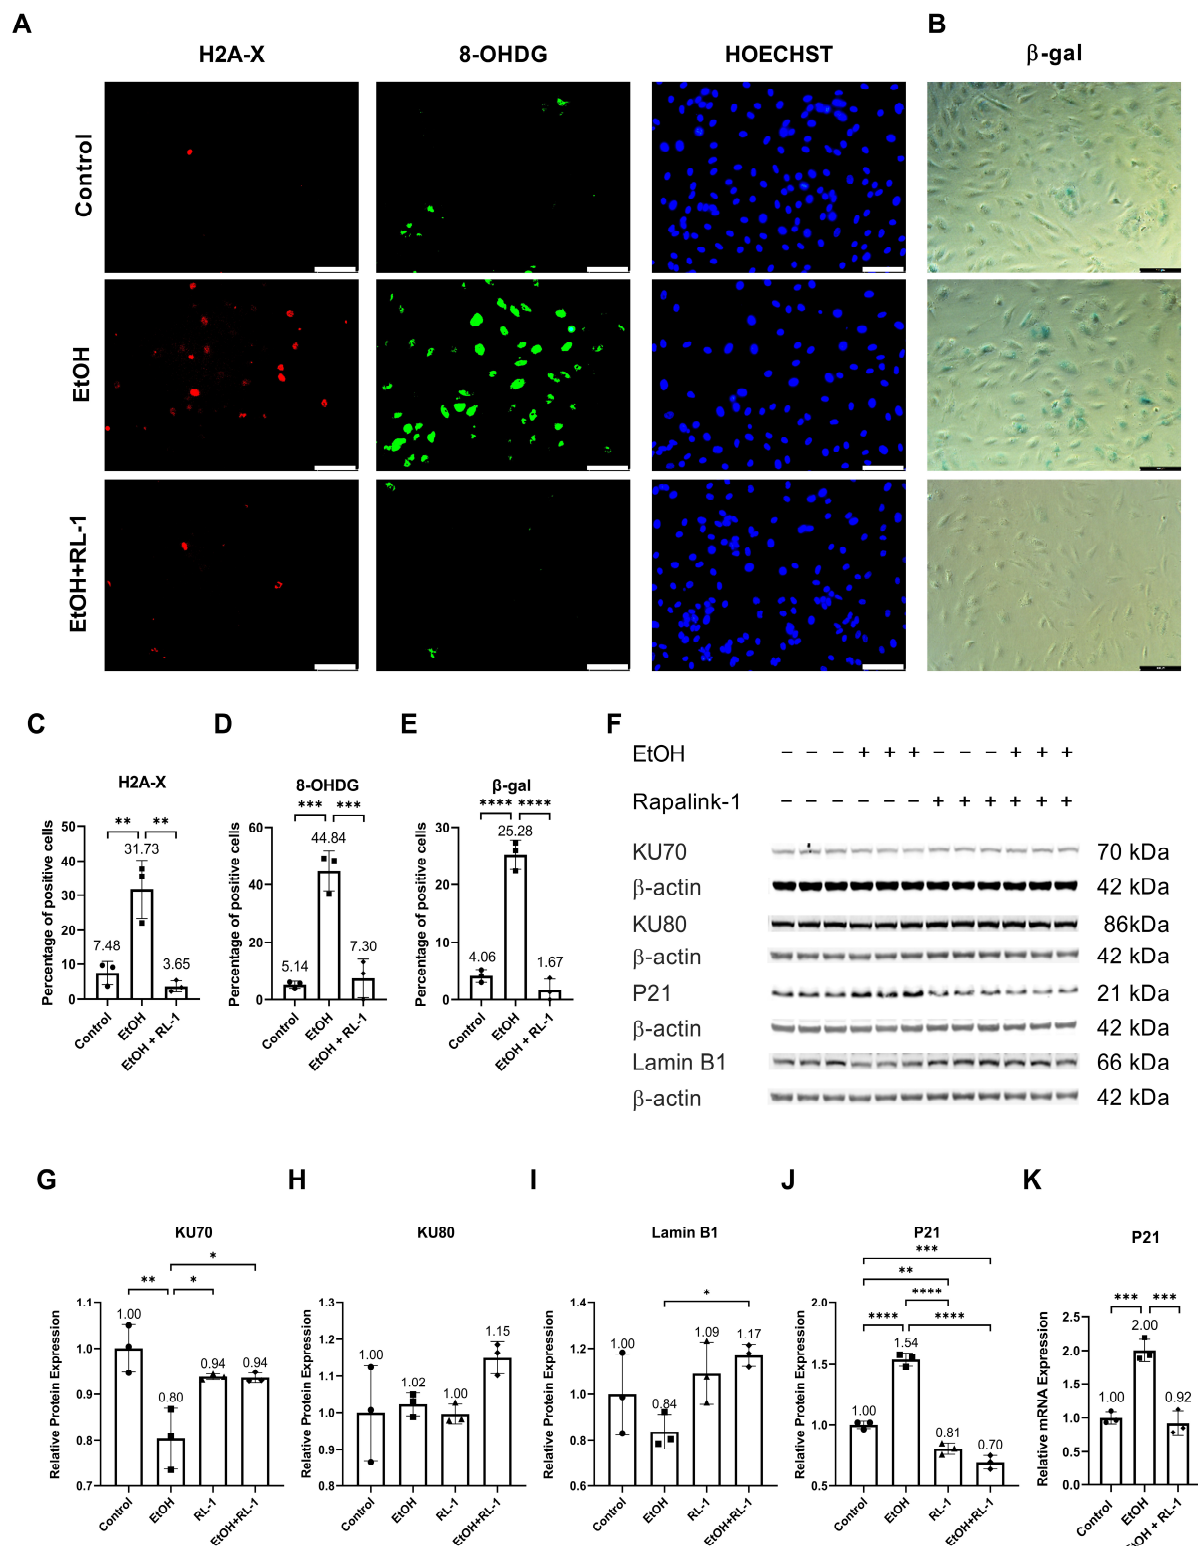 A
B
H2A-X
8-OHDG
HOECHST
β-gal
Control
EtOH
EtOH+RL-1
C
D
E
F
H2A-X
Percentage of positive cells
50
40
30
20
10
0
7.48
31.73
3.65
** **
Control
EtOH
EtOH + RL-1
8-OHDG
Percentage of positive cells
60
40
20
0
5.14
44.84
7.30
*** ***
Control
EtOH
EtOH + RL-1
β-gal
Percentage of positive cells
30
20
10
0
4.06
25.28
1.67
**** ****
Control
EtOH
EtOH + RL-1
EtOH − − − + + + − − − + + +
Rapalink-1 − − − − − − + + + + + +
KU70 70 kDa
β-actin 42 kDa
KU80 86kDa
β-actin 42 kDa
P21 21 kDa
β-actin 42 kDa
Lamin B1 66 kDa
β-actin 42 kDa
G
H
I
J
K
KU70
Relative Protein Expression
1.1
1.0
0.9
0.8
0.7
*
** *
1.00
0.80
0.94
0.94
Control
EtOH
RL-1
EtOH+RL-1
KU80
Relative Protein Expression
1.3
1.2
1.1
1.0
0.9
0.8
1.00
1.02
1.00
1.15
Control
EtOH
RL-1
EtOH+RL-1
Lamin B1
Relative Protein Expression
1.4
1.2
1.0
0.8
0.6
*
1.00
0.84
1.09
1.17
Control
EtOH
RL-1
EtOH+RL-1
P21
Relative Protein Expression
2.0
1.5
1.0
0.5
***
**
****
**** ****
1.00
1.54
0.81
0.70
Control
EtOH
RL-1
EtOH+RL-1
P21
Relative mRNA Expression
2.5
2.0
1.5
1.0
0.5
0.0
*** ***
1.00
2.00
0.92
Control
EtOH
EtOH + RL-1